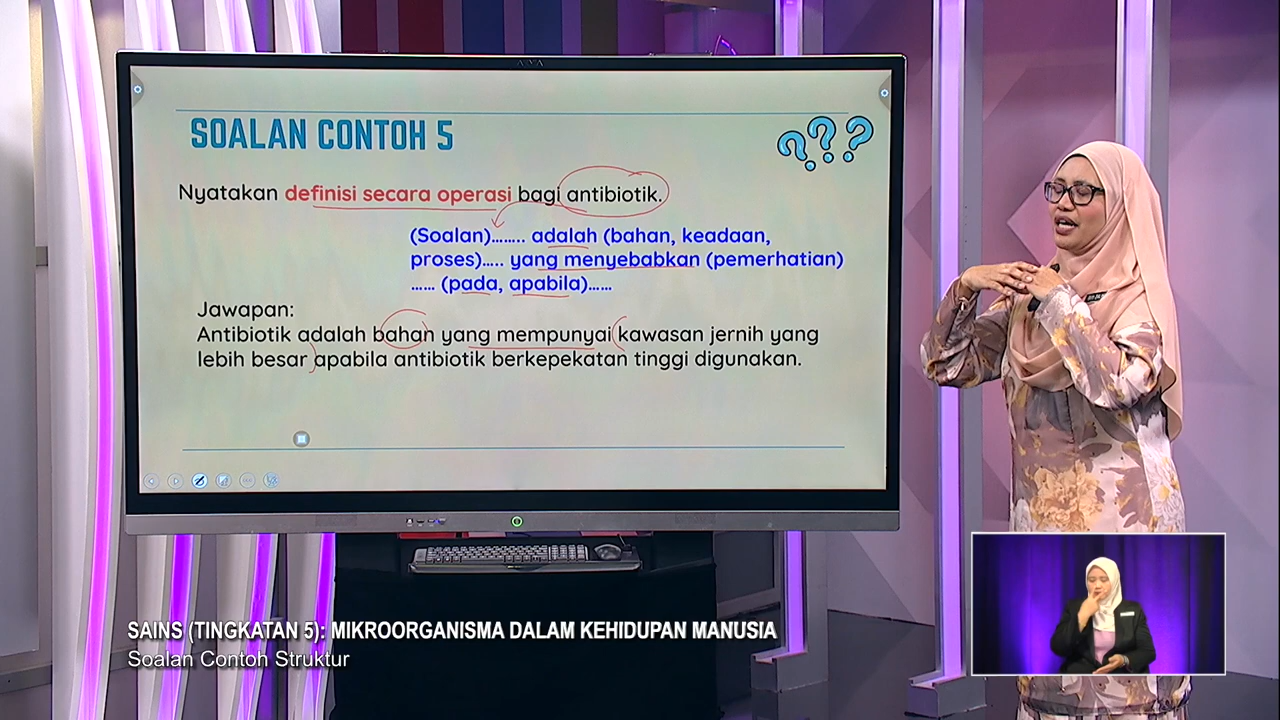 SOALAN CONTOH 5
Nyatakan definisi secara operasi bagi antibiotik.
(Soalan)........ adalah (bahan, keadaan,
proses)..... yang menyebabkan (pemerhatian)
...... (pada, apabila)......
Jawapan:
Antibiotik adalah bahan yang mempunyai kawasan jernih yang
lebih besar apabila antibiotik berkepekatan tinggi digunakan.
SAINS (TINGKATAN 5): MIKROORGANISMA DALAM KEHIDUPAN MANUSIA
Soalan Contoh Struktur